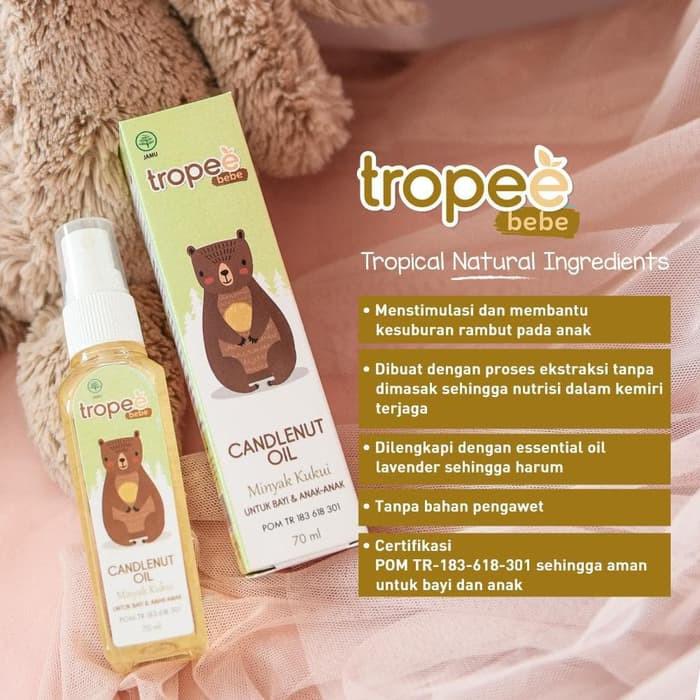 JAMU
tropee
bebe
CANDLENUT
OIL
Minyak Kukui
UNTUK BAYI & ANAK-ANAK
POM TR 183 618 301
70 ml
JAMU
tropee
bebe
CANDLENUT
OIL
Minyak Kukui
UNTUK BAYI & ANAK-ANAK
POM TR 183 618 301
70 ml
tropee
bebe
Tropical Natural Ingredients
• Menstimulasi dan membantu
kesuburan rambut pada anak
• Dibuat dengan proses ekstraksi tanpa
dimasak sehingga nutrisi dalam kemiri
terjaga
• Dilengkapi dengan essential oil
lavender sehingga harum
• Tanpa bahan pengawet
• Certifikasi
POM TR-183-618-301 sehingga aman
untuk bayi dan anak